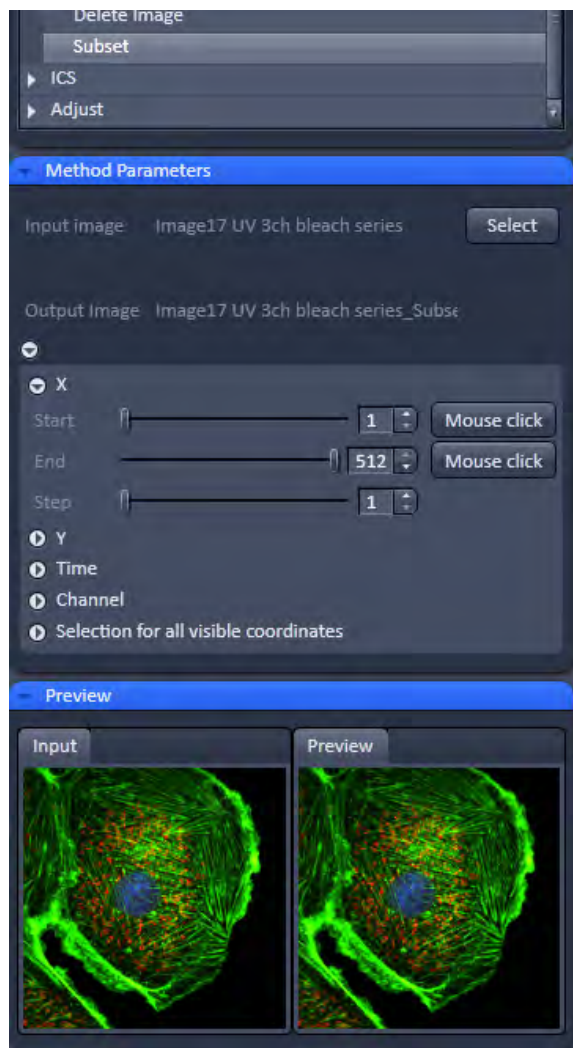 Delete Image
Subset
ICS
Adjust
Method Parameters
Input image Image17 UV 3ch bleach series Select
Output Image Image17 UV 3ch bleach series_Subse
X
Start 1 Mouse click
End 512 Mouse click
Step 1
Y
Time
Channel
Selection for all visible coordinates
Preview
Input Preview